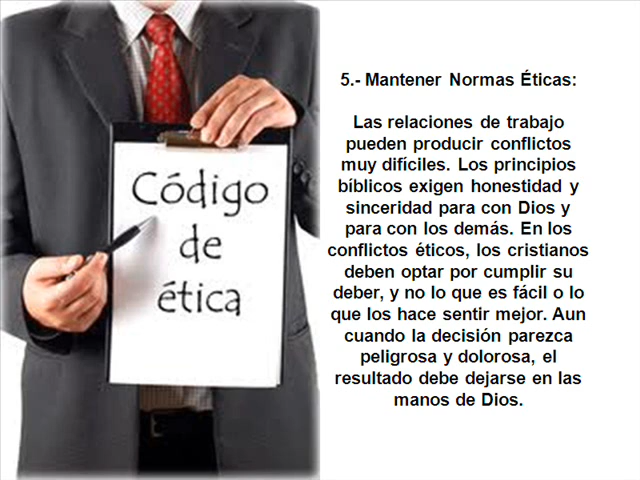 Código
de
ética
5.- Mantener Normas Éticas:
Las relaciones de trabajo
pueden producir conflictos
muy difíciles. Los principios
bíblicos exigen honestidad y
sinceridad para con Dios y
para con los demás. En los
conflictos éticos, los cristianos
deben optar por cumplir su
deber, y no lo que es fácil o lo
que los hace sentir mejor. Aun
cuando la decisión parezca
peligrosa y dolorosa, el
resultado debe dejarse en las
manos de Dios.